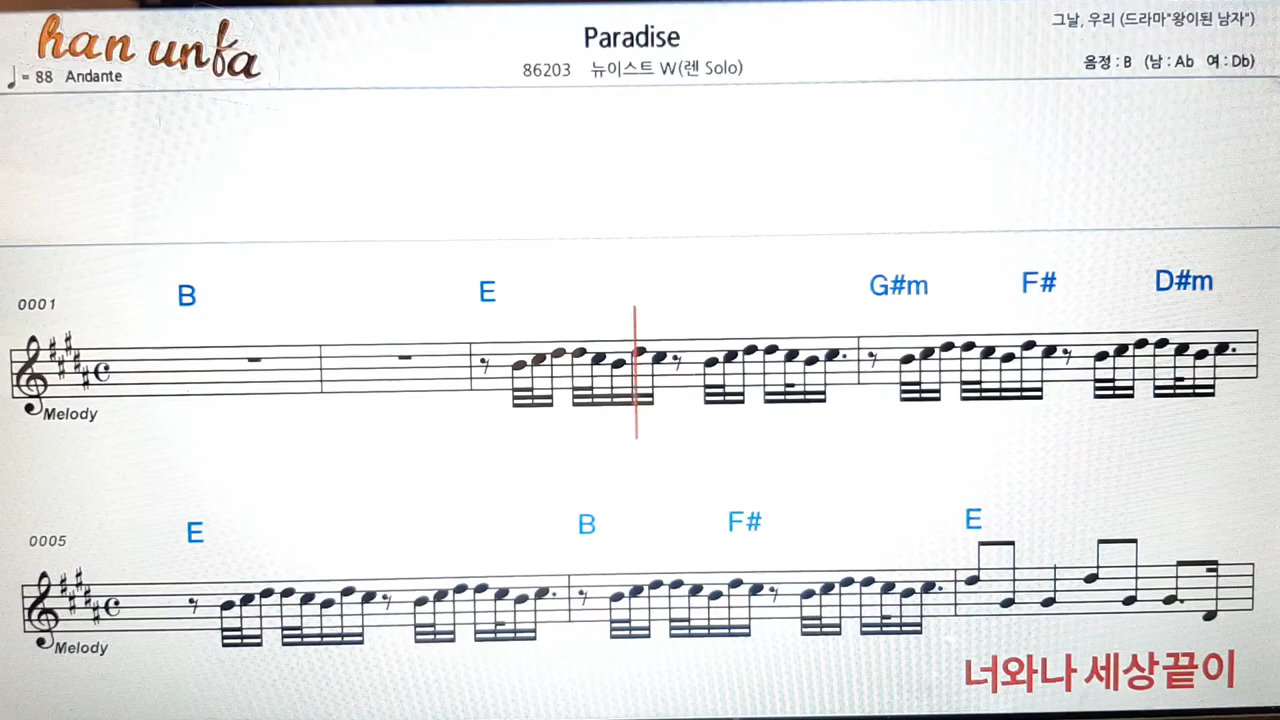 han unfa
= 88 Andante
Paradise
86203 뉴이스트 W(렌 Solo)
그날, 우리 (드라마"왕이된 남자")
음정 : B (남 : Ab 여 : Db)
B E G#m F# D#m
0001
Melody
E B F# E
0005
Melody
너와나 세상끝이